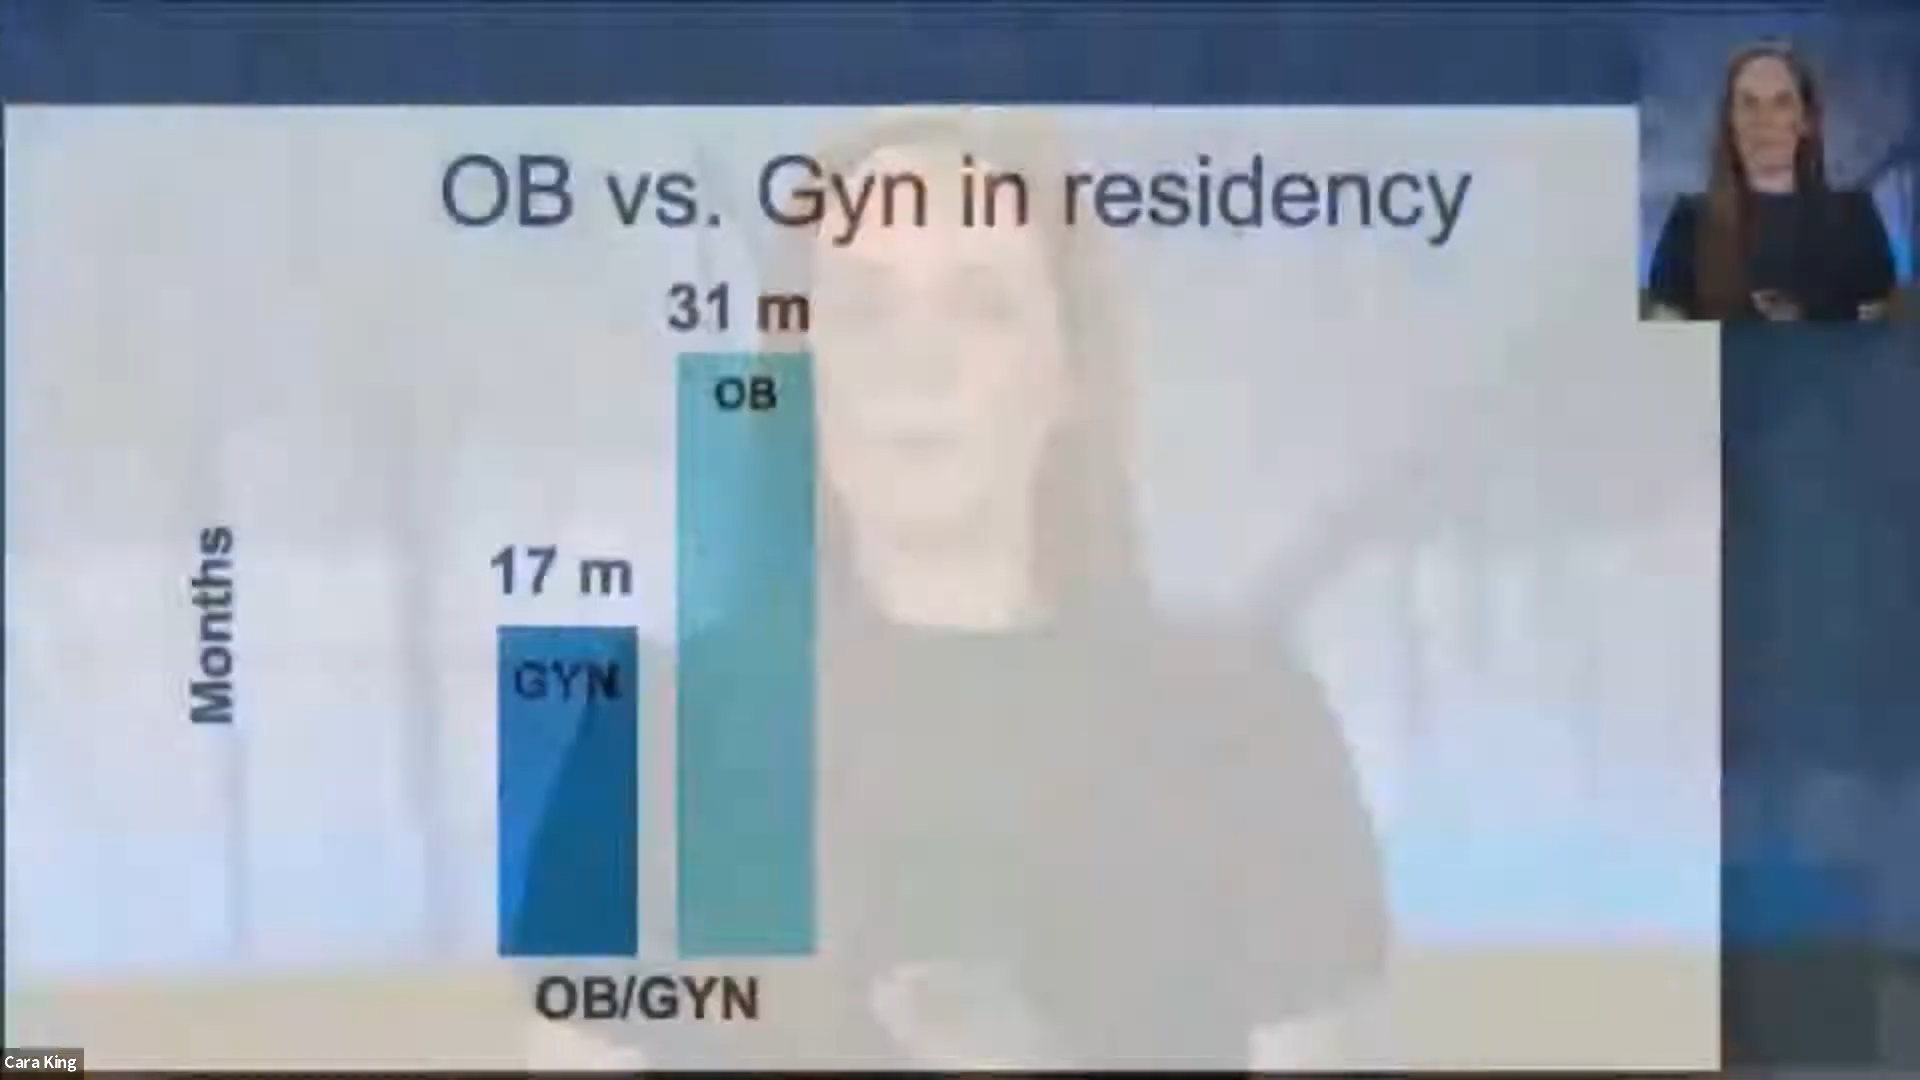 OB vs. Gyn in residency
31 m
OB
17 m
GYN
Months
OB/GYN
Cara King